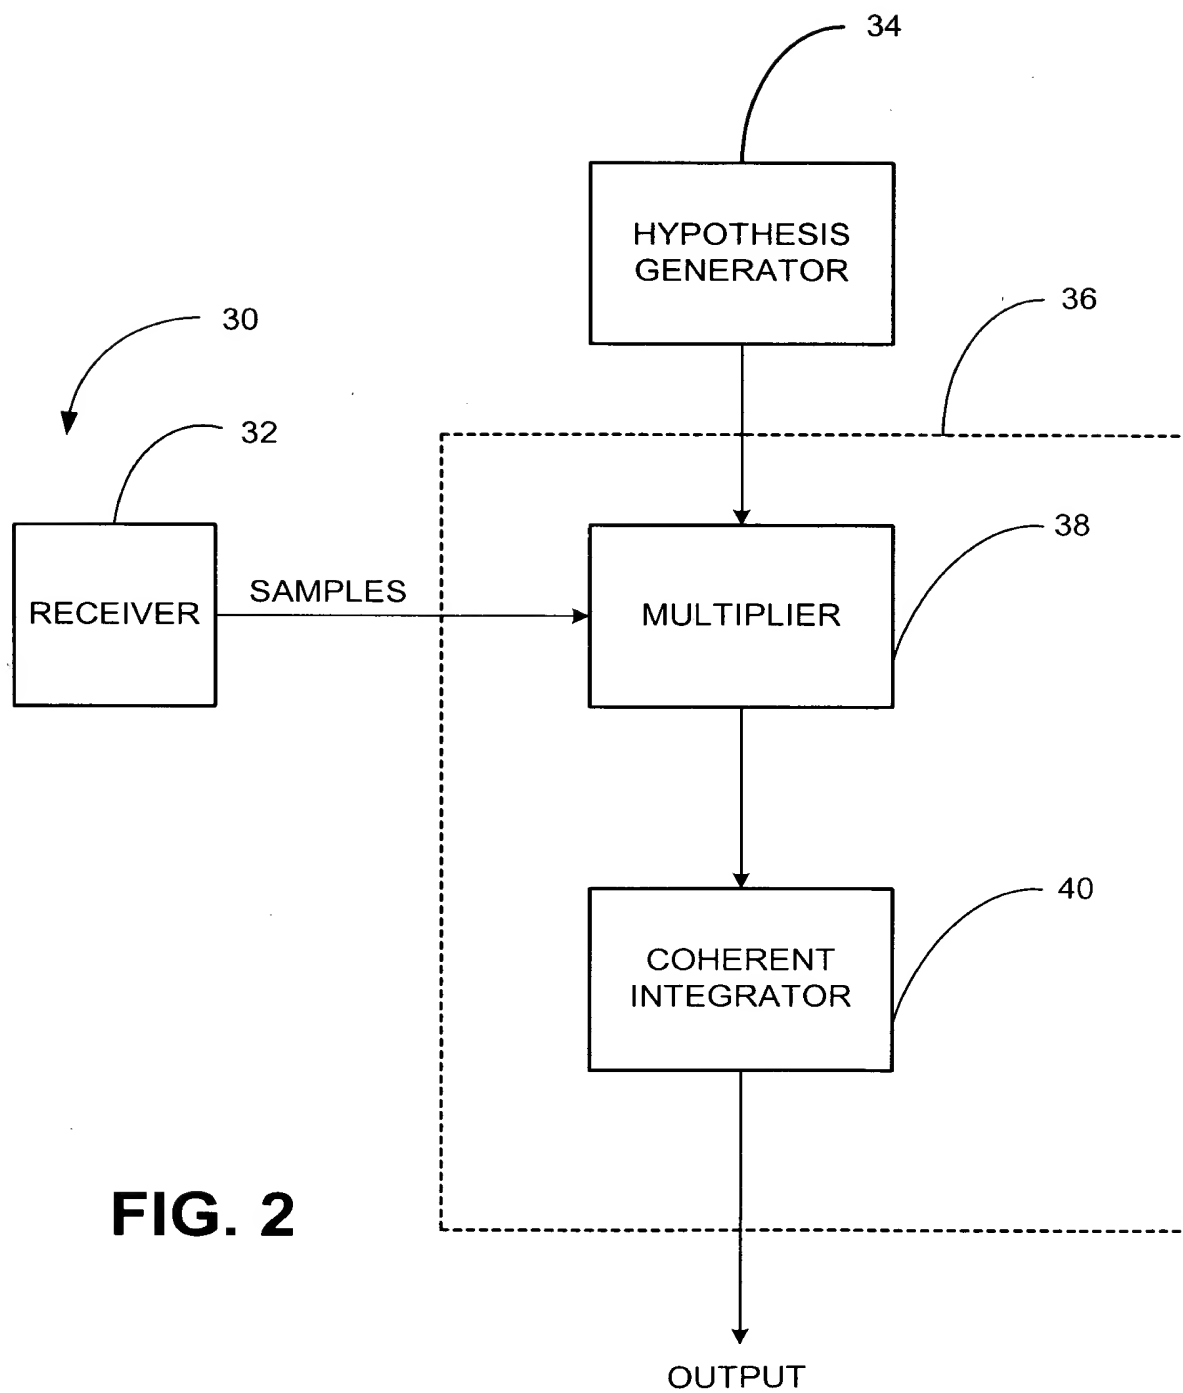 34
HYPOTHESIS
GENERATOR
36
30
32
38
SAMPLES
RECEIVER
MULTIPLIER
40
COHERENT
INTEGRATOR
FIG. 2
OUTPUT